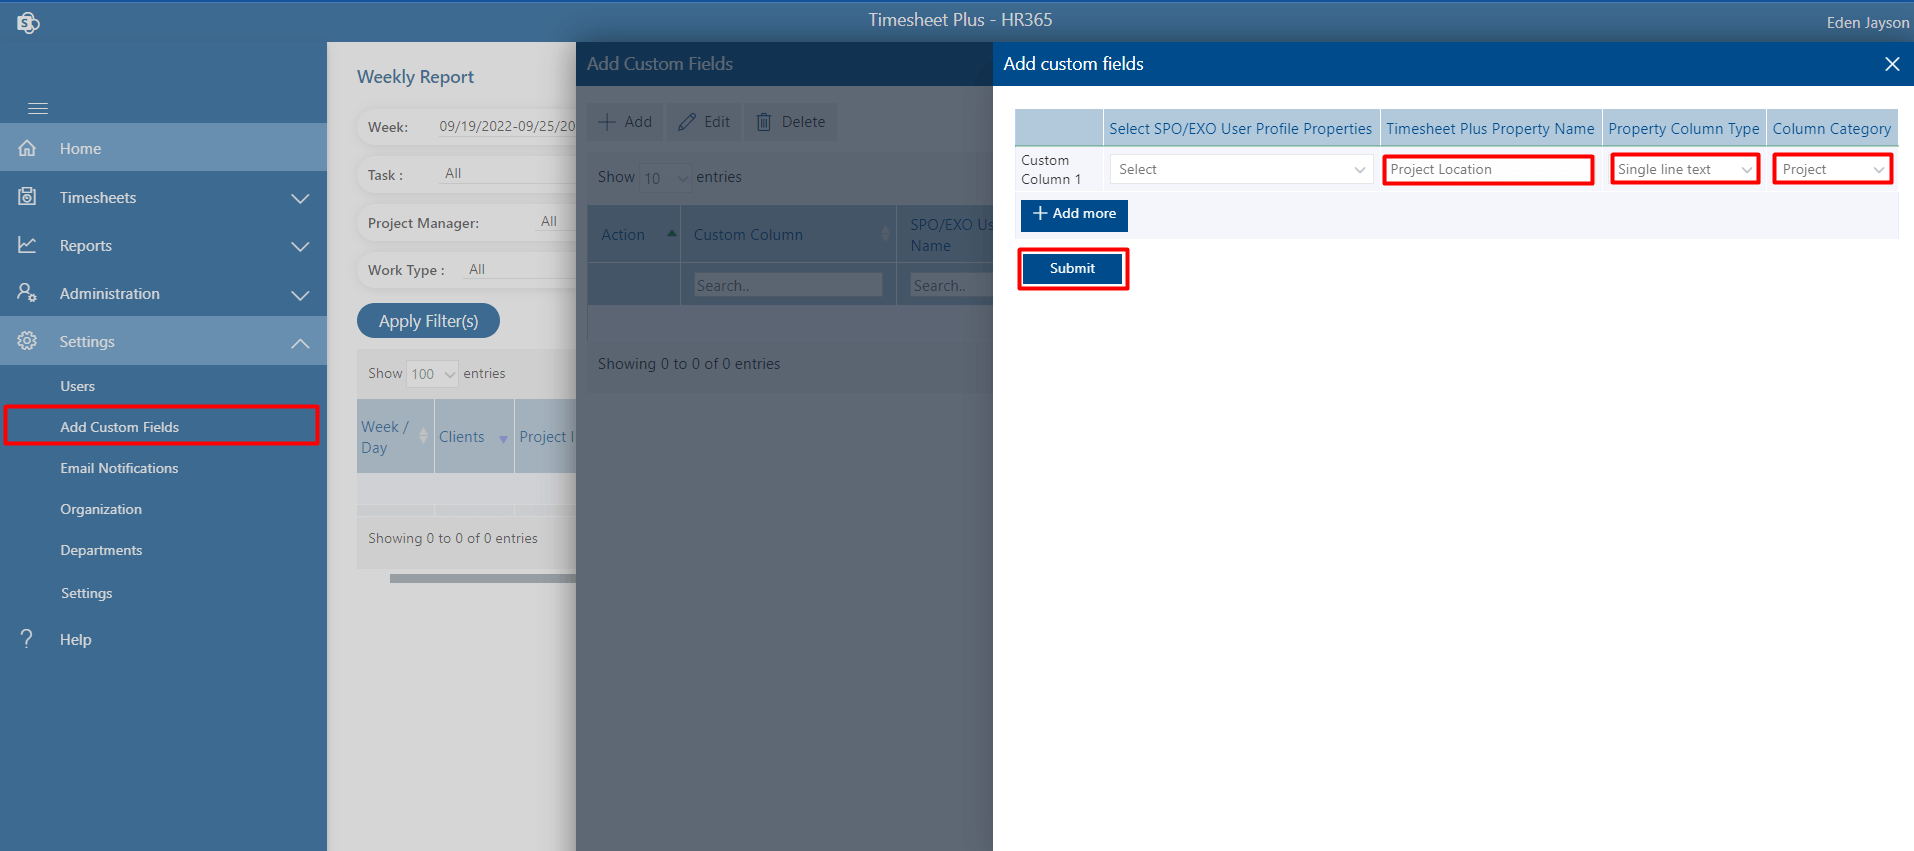 Timesheet Plus - HR365
Eden Jayson
Home
Timesheets
Reports
Administration
Settings
Users
Add Custom Fields
Email Notifications
Organization
Departments
Settings
? Help
Weekly Report
Week: 09/19/2022-09/25/20
Task : All
Project Manager: All
Work Type : All
Apply Filter(s)
Show 100 entries
Week / Day
Clients
Project I
Showing 0 to 0 of 0 entries
Add Custom Fields
Add Edit Delete
Show 10 entries
Action
Custom Column
SPO/EXO Us
Name
Search..
Search..
Showing 0 to 0 of 0 entries
Add custom fields
Select SPO/EXO User Profile Properties
Timesheet Plus Property Name
Property Column Type
Column Category
Custom
Column 1
Select
Project Location
Single line text
Project
Add more
Submit